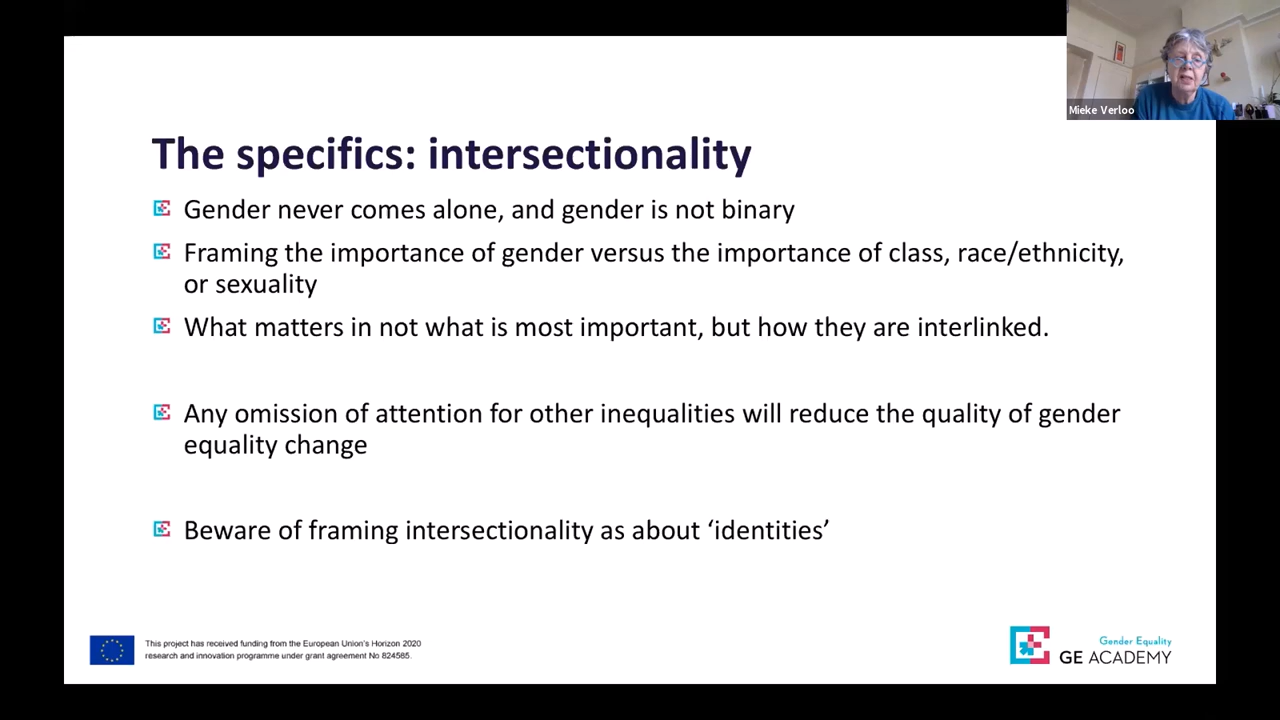 Mieke Verloo
The specifics: intersectionality
Gender never comes alone, and gender is not binary
Framing the importance of gender versus the importance of class, race/ethnicity,
or sexuality
What matters in not what is most important, but how they are interlinked.
Any omission of attention for other inequalities will reduce the quality of gender
equality change
Beware of framing intersectionality as about ‘identities’
This project has received funding from the European Union's Horizon 2020
research and innovation programme under grant agreement No 824585.
Gender Equality
GE ACADEMY